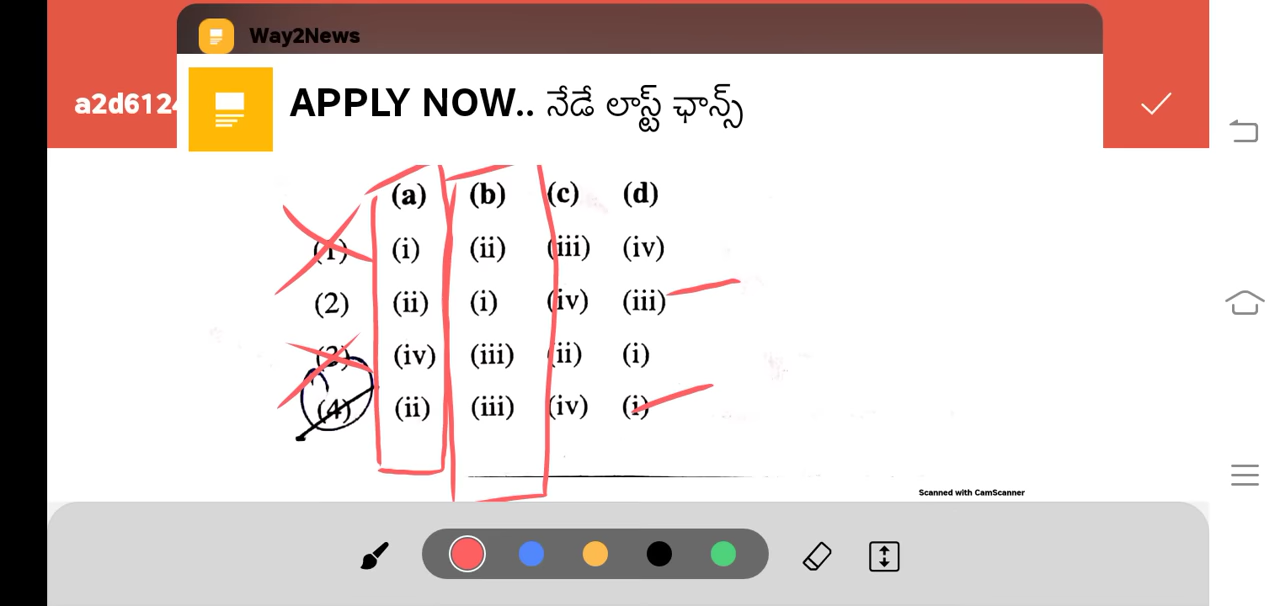 Way2News
a2d6124
APPLY NOW.. నేడే లాస్ట్ ఛాన్స్
(a) (b) (c) (d)
(1) (i) (ii) (iii) (iv)
(2) (ii) (i) (iv) (iii)
(3) (iv) (iii) (ii) (i)
(4) (ii) (iii) (iv) (i)
Scanned with CamScanner